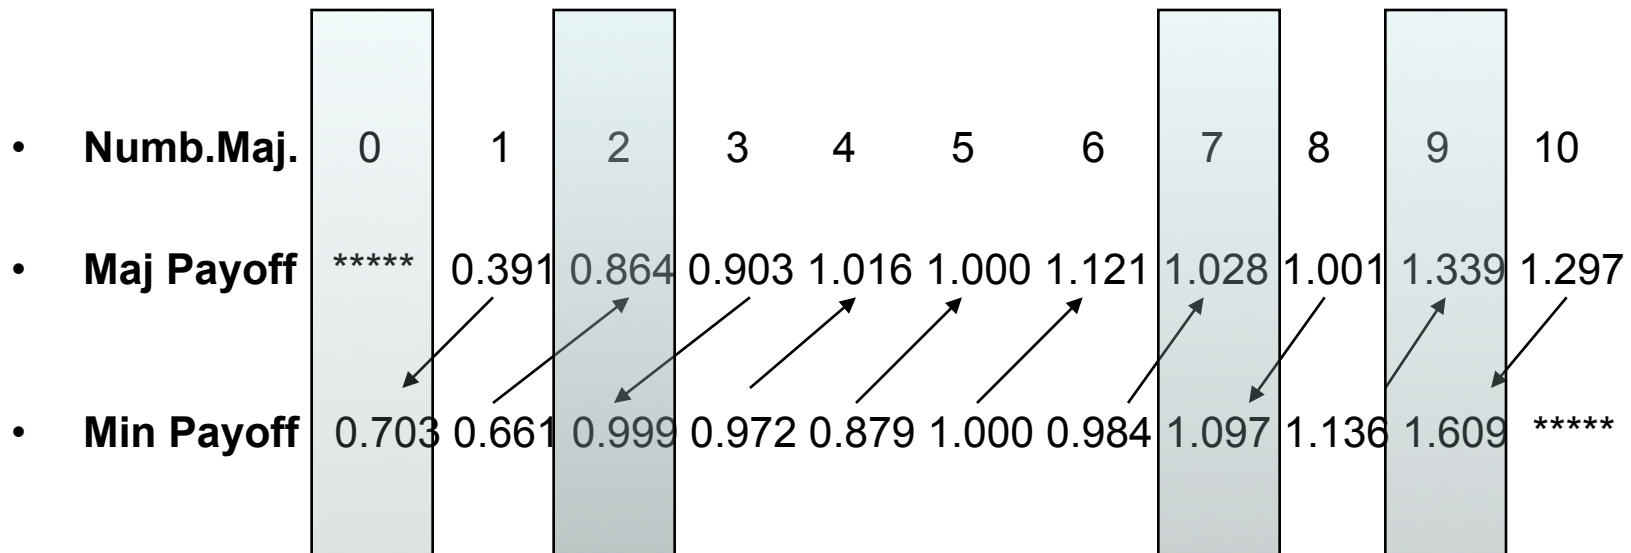 • Numb.Maj. 0 1 2 3 4 5 6 7 8 9 10
• Maj Payoff ***** 0.391 0.864 0.903 1.016 1.000 1.121 1.028 1.001 1.339 1.297
• Min Payoff 0.703 0.661 0.999 0.972 0.879 1.000 0.984 1.097 1.136 1.609 *****